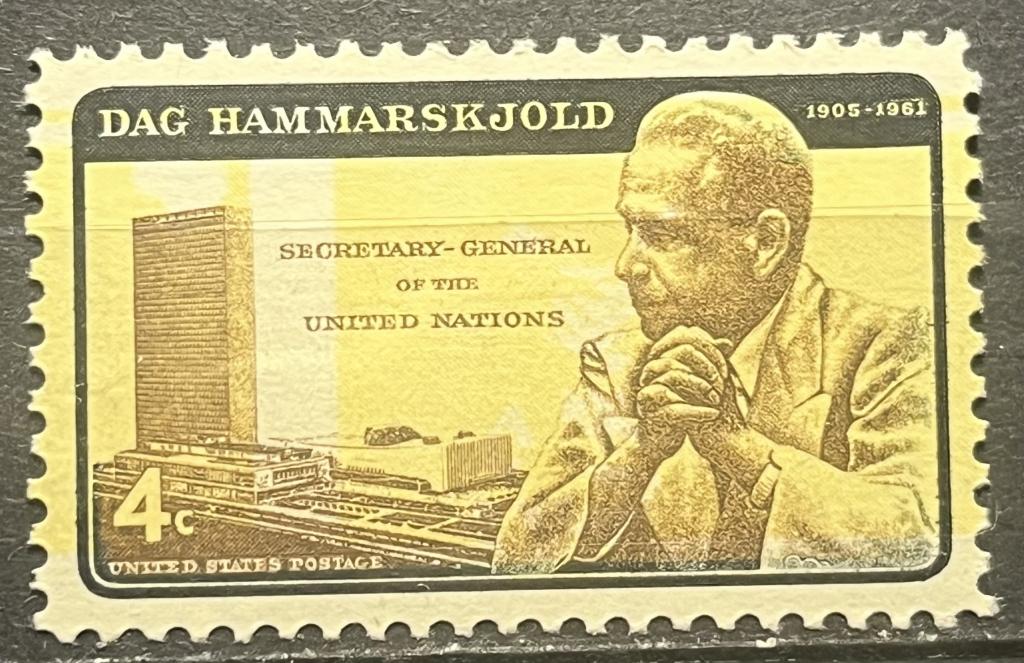 DAG HAMMARSKJOLD 1905-1961
SECRETARY-GENERAL
OF THE
UNITED NATIONS
4c
UNITED STATES POSTAGE